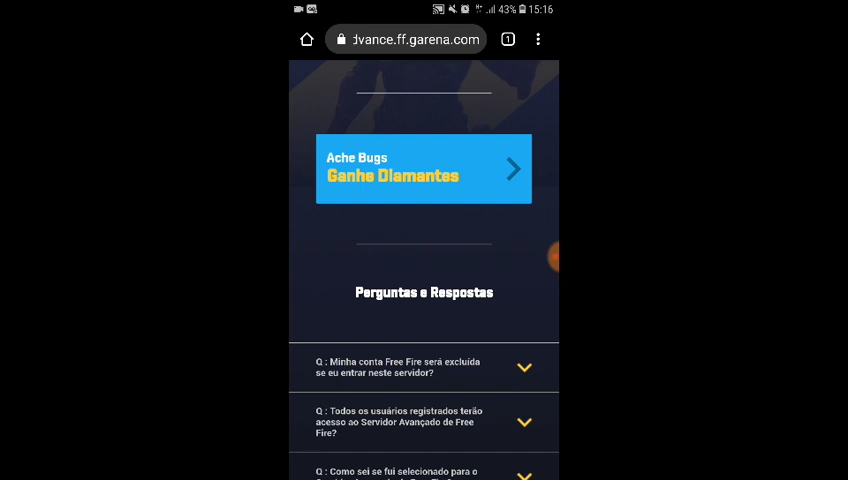 43% 15:16
dvance.ff.garena.com 1
Ache Bugs
Ganhe Diamantes
Perguntas e Respostas
Q : Minha conta Free Fire será excluída
se eu entrar neste servidor?
Q : Todos os usuários registrados terão
acesso ao Servidor Avançado de Free
Fire?
Q : Como sei se fui selecionado para o